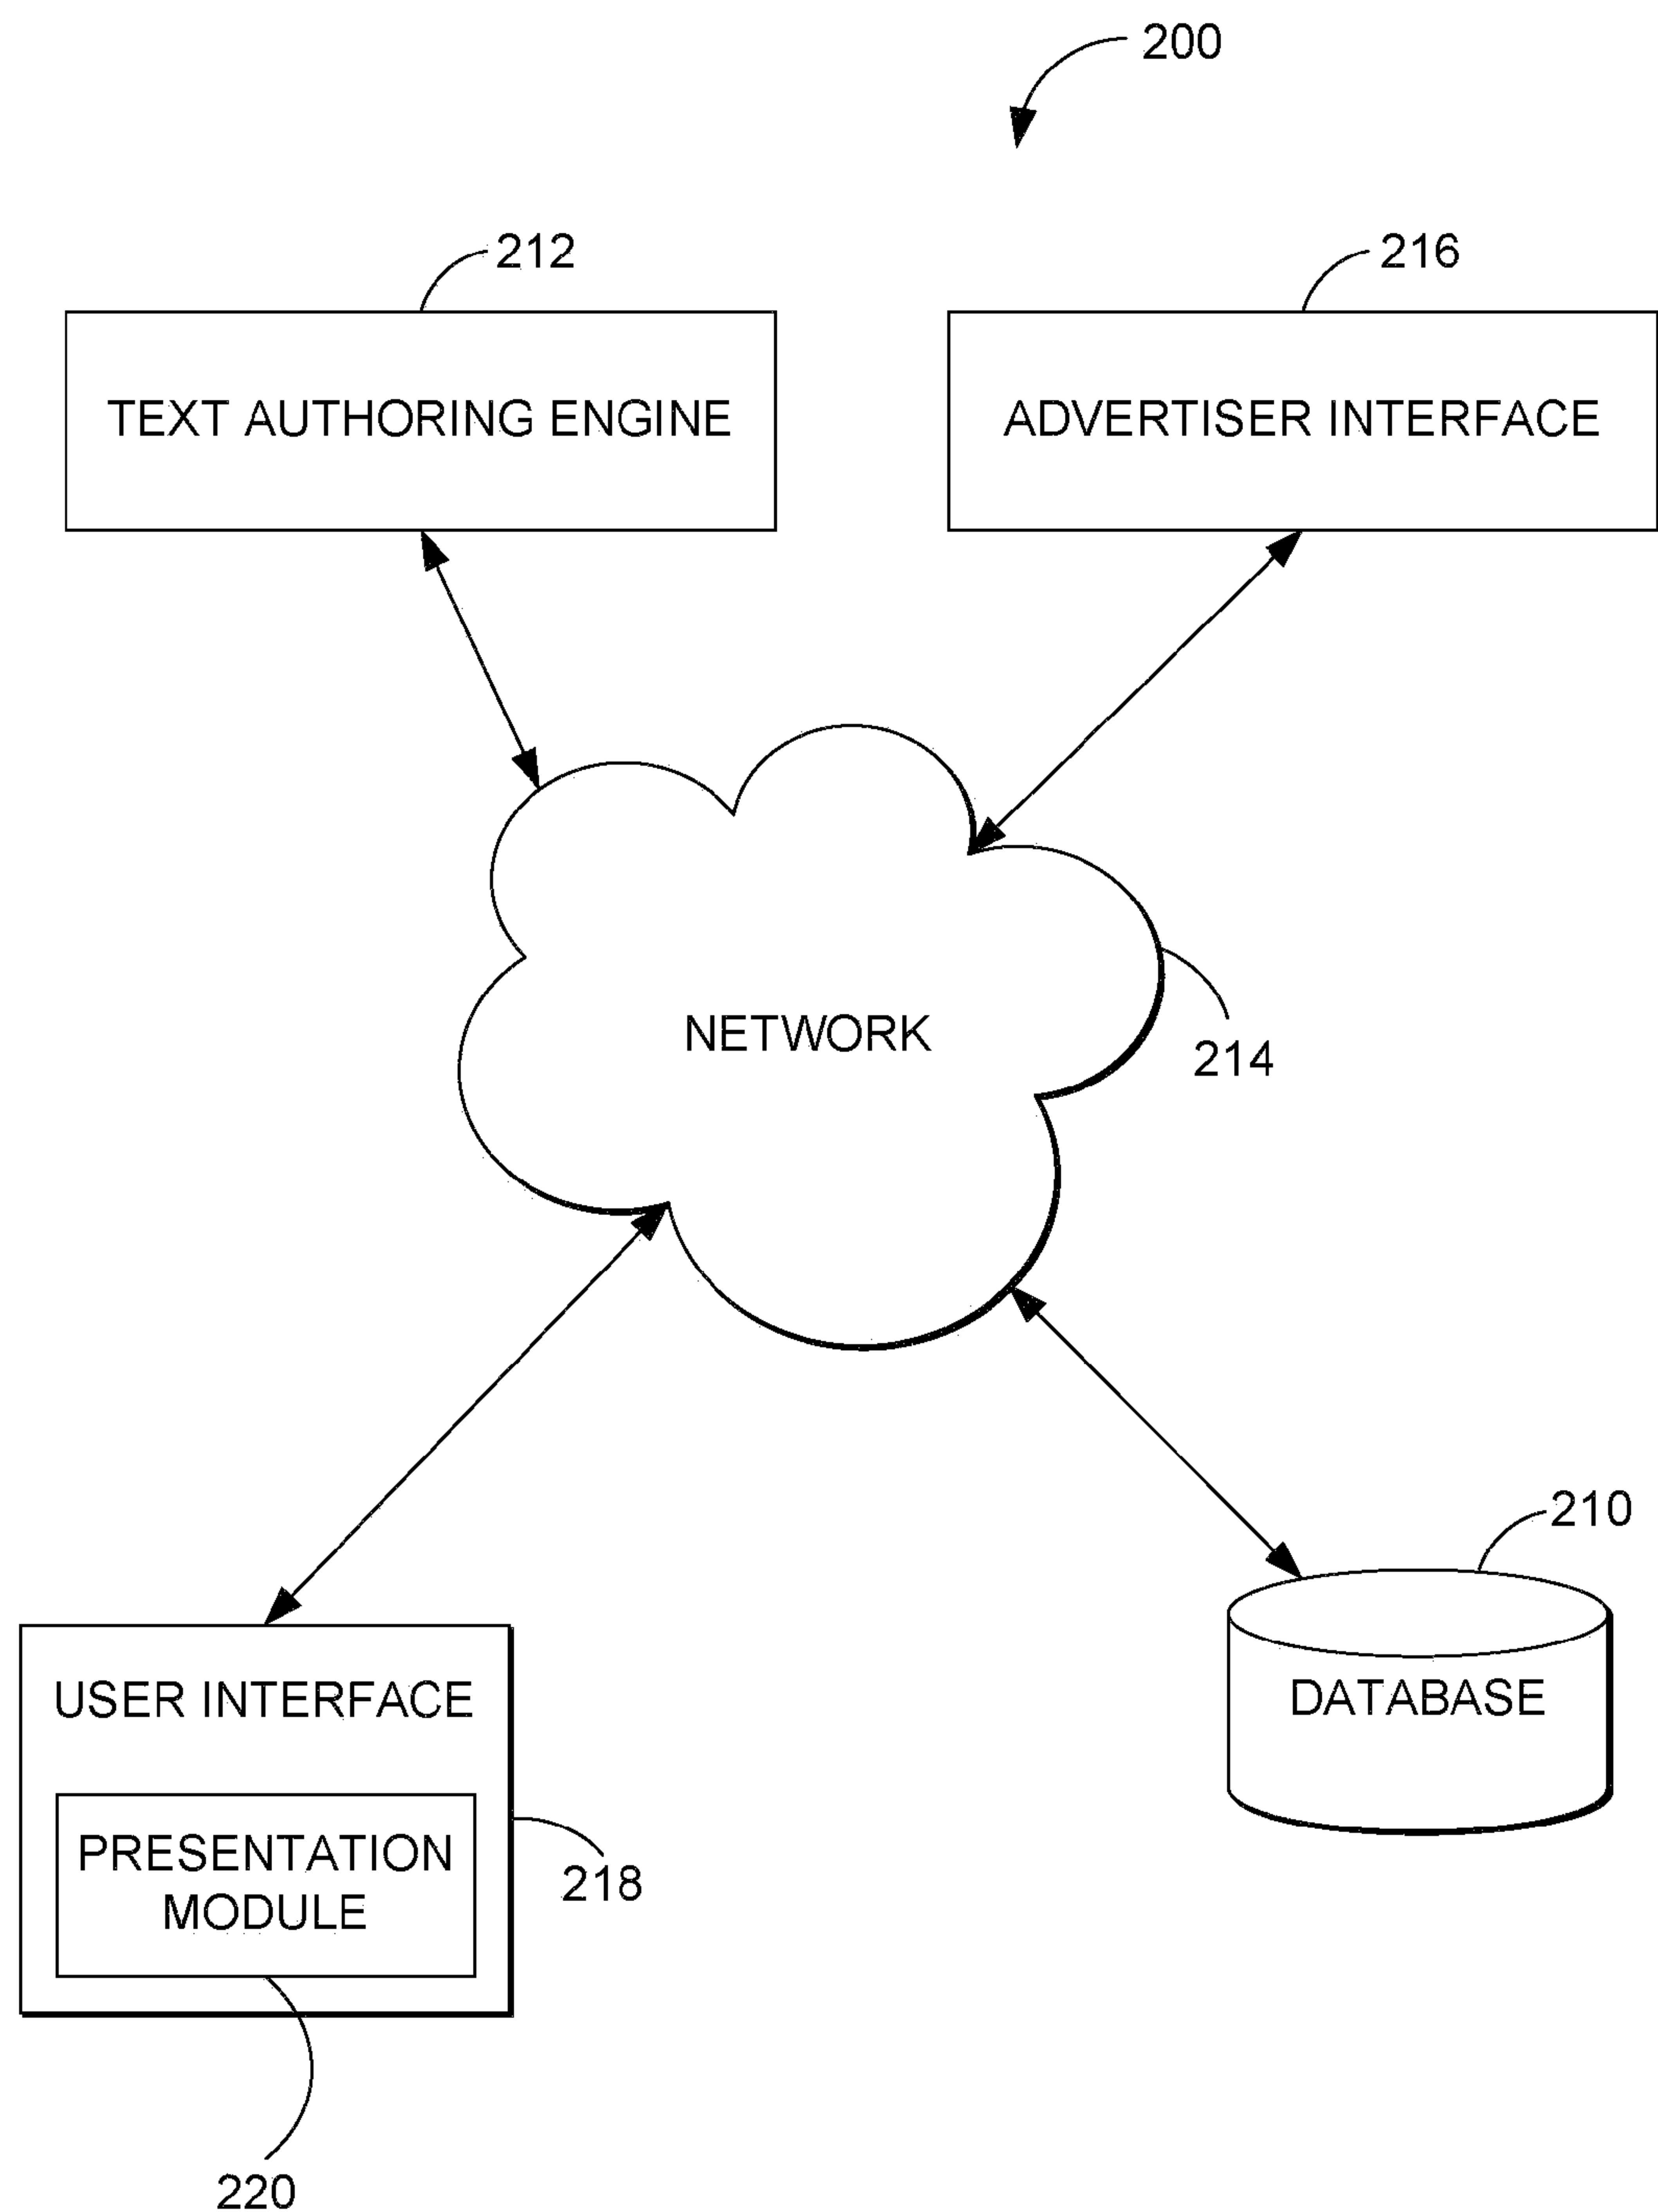 200
212
216
TEXT AUTHORING ENGINE
ADVERTISER INTERFACE
NETWORK
214
210
USER INTERFACE
DATABASE
PRESENTATION
MODULE
218
220